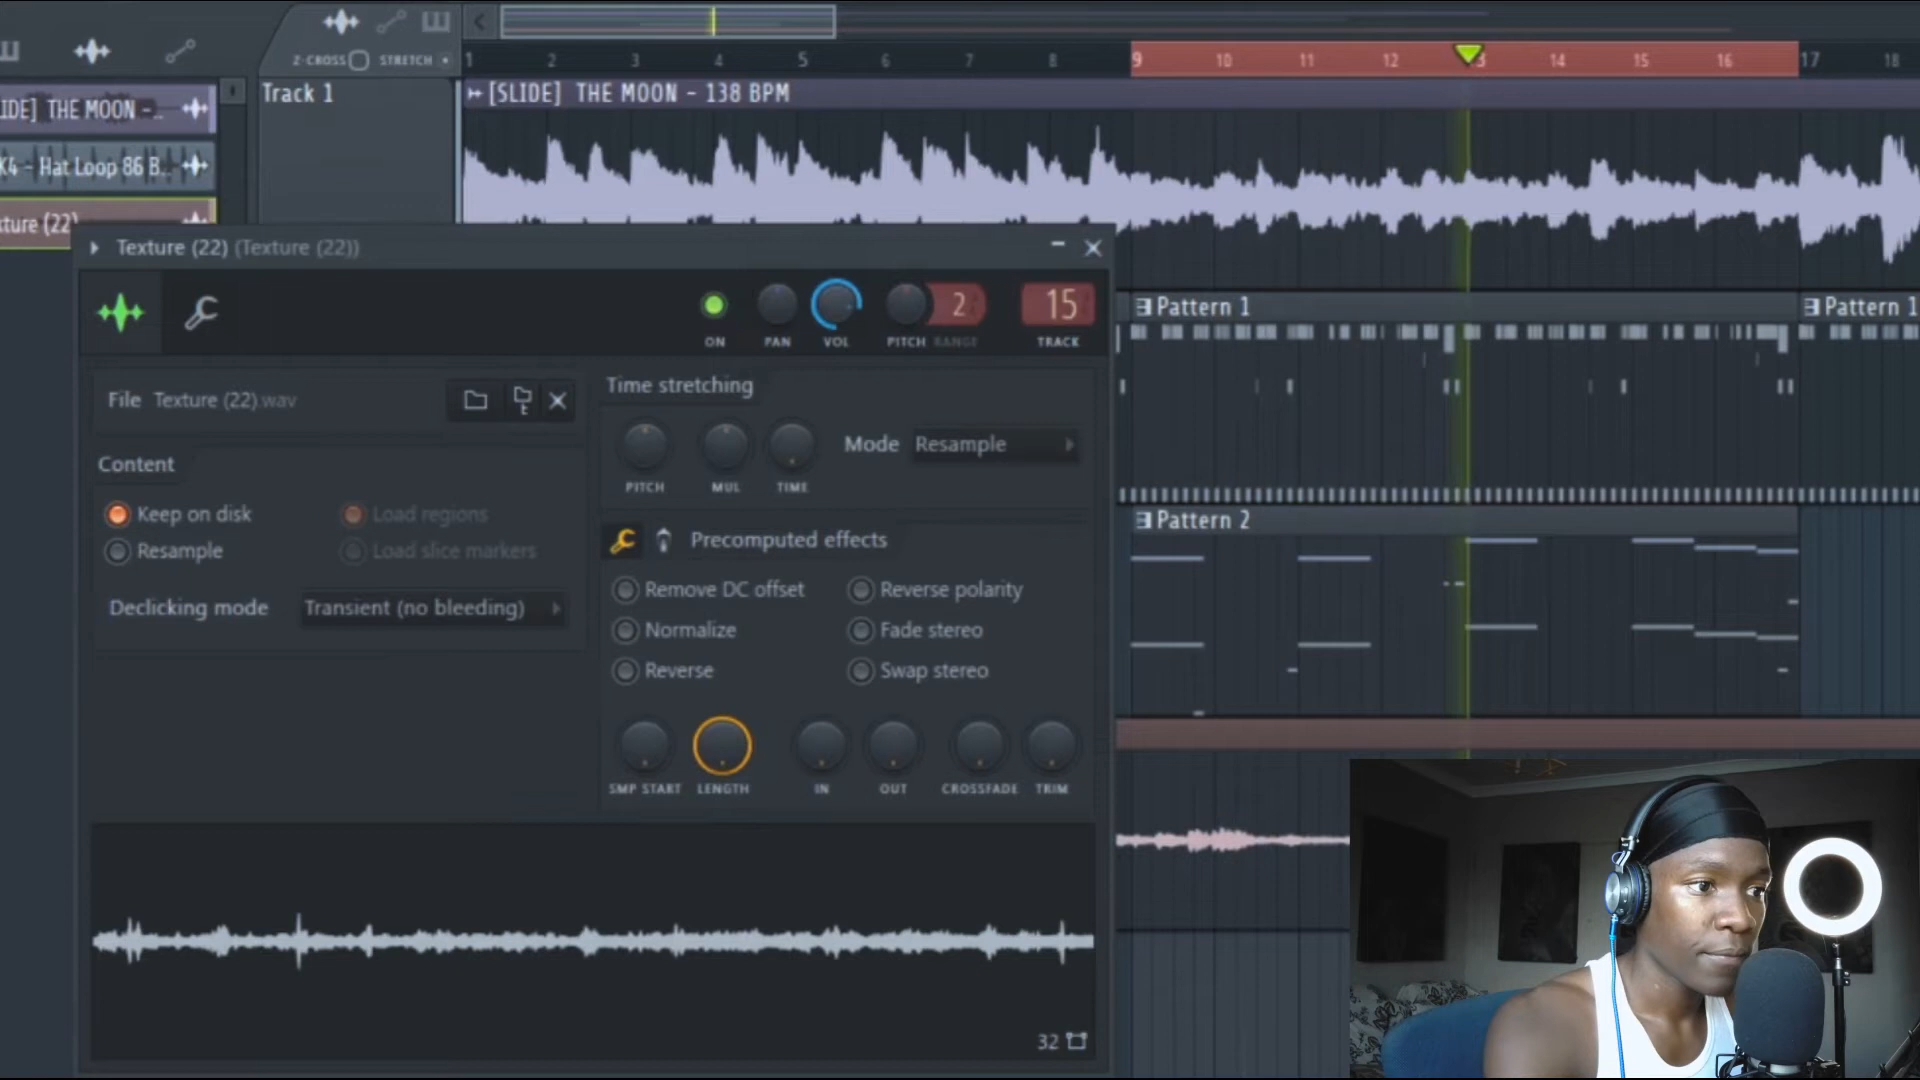 Z-CROSS STRETCH
1 2 3 4 5 6 7 8 9 10 11 12 13 14 15 16 17 18
IDE] THE MOON -..
Track 1
[SLIDE] THE MOON - 138 BPM
K4 - Hat Loop 86 B..
xture (22)
Texture (22) (Texture (22))
2 15
ON PAN VOL PITCH RANGE TRACK
Pattern 1
Pattern 1
File Texture (22).wav
Time stretching
Mode Resample
PITCH MUL TIME
Content
Keep on disk Load regions
Resample Load slice markers
Declicking mode Transient (no bleeding)
Precomputed effects
Remove DC offset Reverse polarity
Normalize Fade stereo
Reverse Swap stereo
SMP START LENGTH IN OUT CROSSFADE TRIM
Pattern 2
32